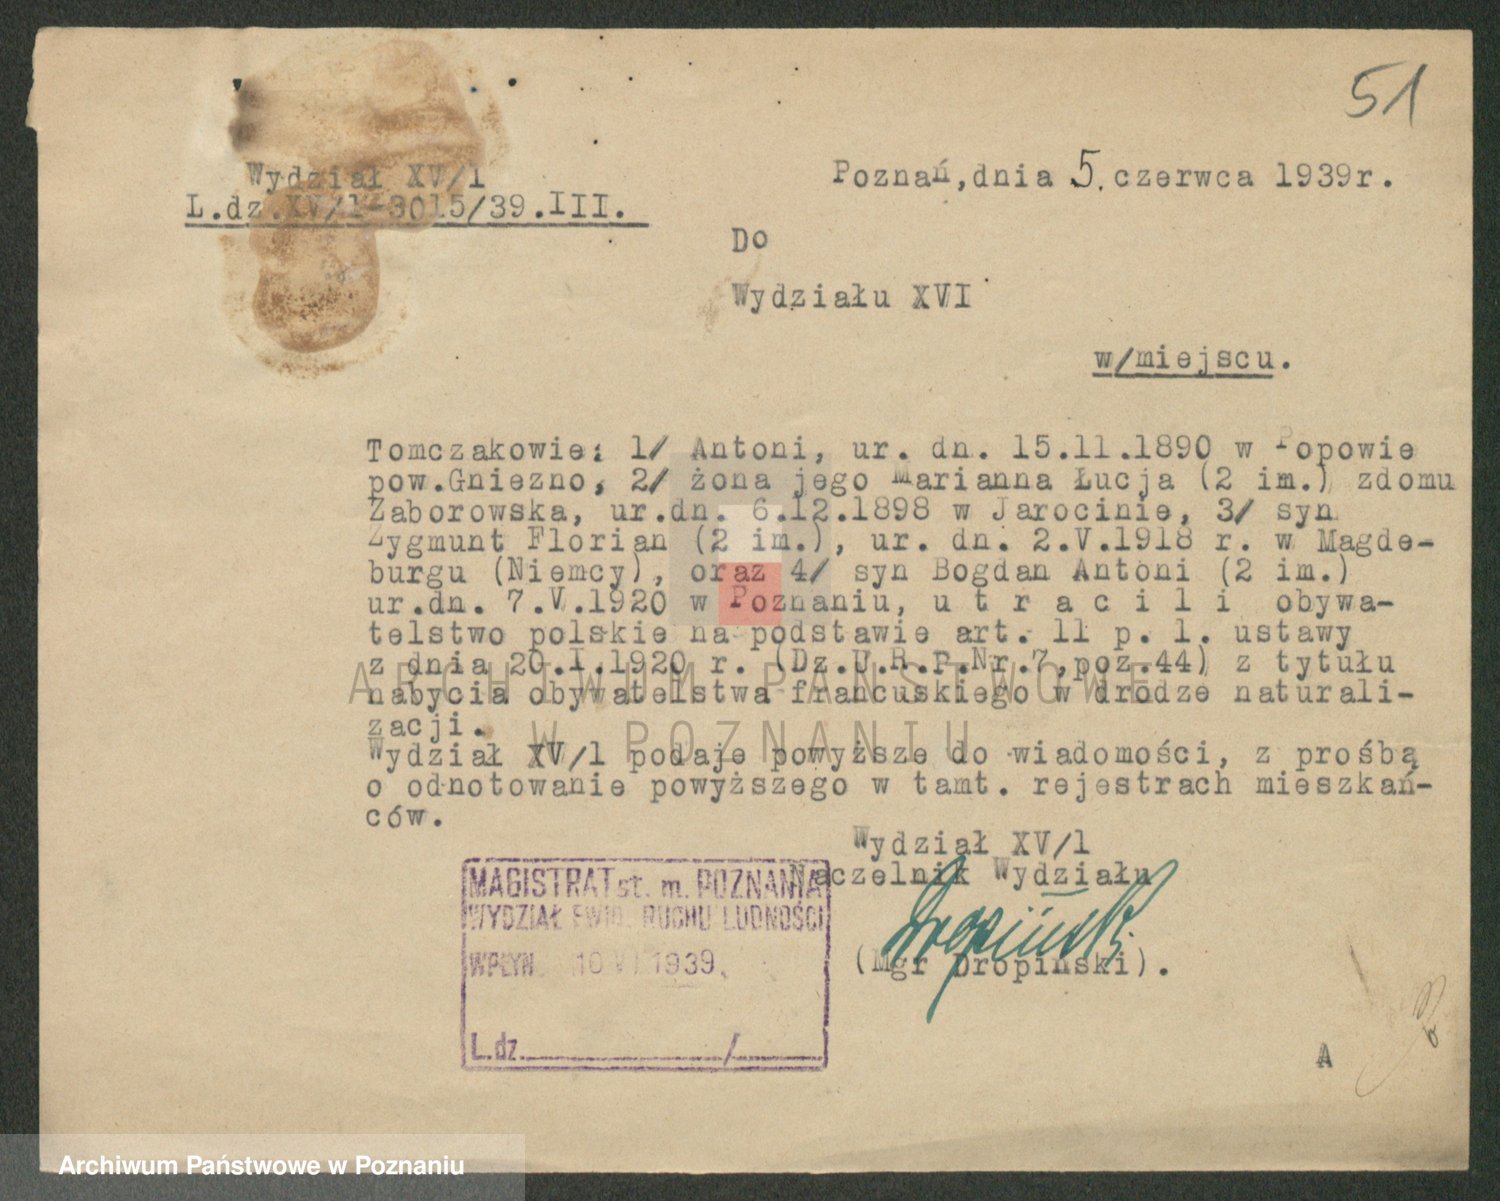 51
Wydział XV/1
L.dz.XV/1-3015/39.III.
Poznań, dnia 5. czerwca 1939r.
Do
Wydziału XVI
w/miejscu.
Tomczakowie: 1/ Antoni, ur. dn. 15.11.1890 w Popowie
pow.Gniezno, 2/ żona jego Marianna Łucja (2 im.) zdomu
Zaborowska, ur.dn. 6.12.1898 w Jarocinie, 3/ syn
Zygmunt Florian (2 im.), ur. dn. 2.V.1918 r. w Magde-
burgu (Niemcy), oraz 4/ syn Bogdan Antoni (2 im.)
ur.dn. 7.V.1920 w Poznaniu, u t r a c i l i obywa-
telstwo polskie na podstawie art. 11 p. 1. ustawy
z dnia 20.I.1920 r. (Dz.U.R.P.Nr.7,poz.44) z tytułu
nabycia obywatelstwa francuskiego w drodze naturali-
zacji.
Wydział XV/1 podaje powyższe do wiadomości, z prośbą
o odnotowanie powyższego w tamt. rejestrach mieszkań-
ców.
Wydział XV/1
Naczelnik Wydziału
(Mgr Dropiński).
MAGISTRAT st. m. POZNANIA
WYDZIAŁ EWID. RUCHU LUDNOŚCI
WPŁYN. 10 VI 1939
L.dz. /
A
ARCHIWUM PAŃSTWOWE
W POZNANIU
Archiwum Państwowe w Poznaniu